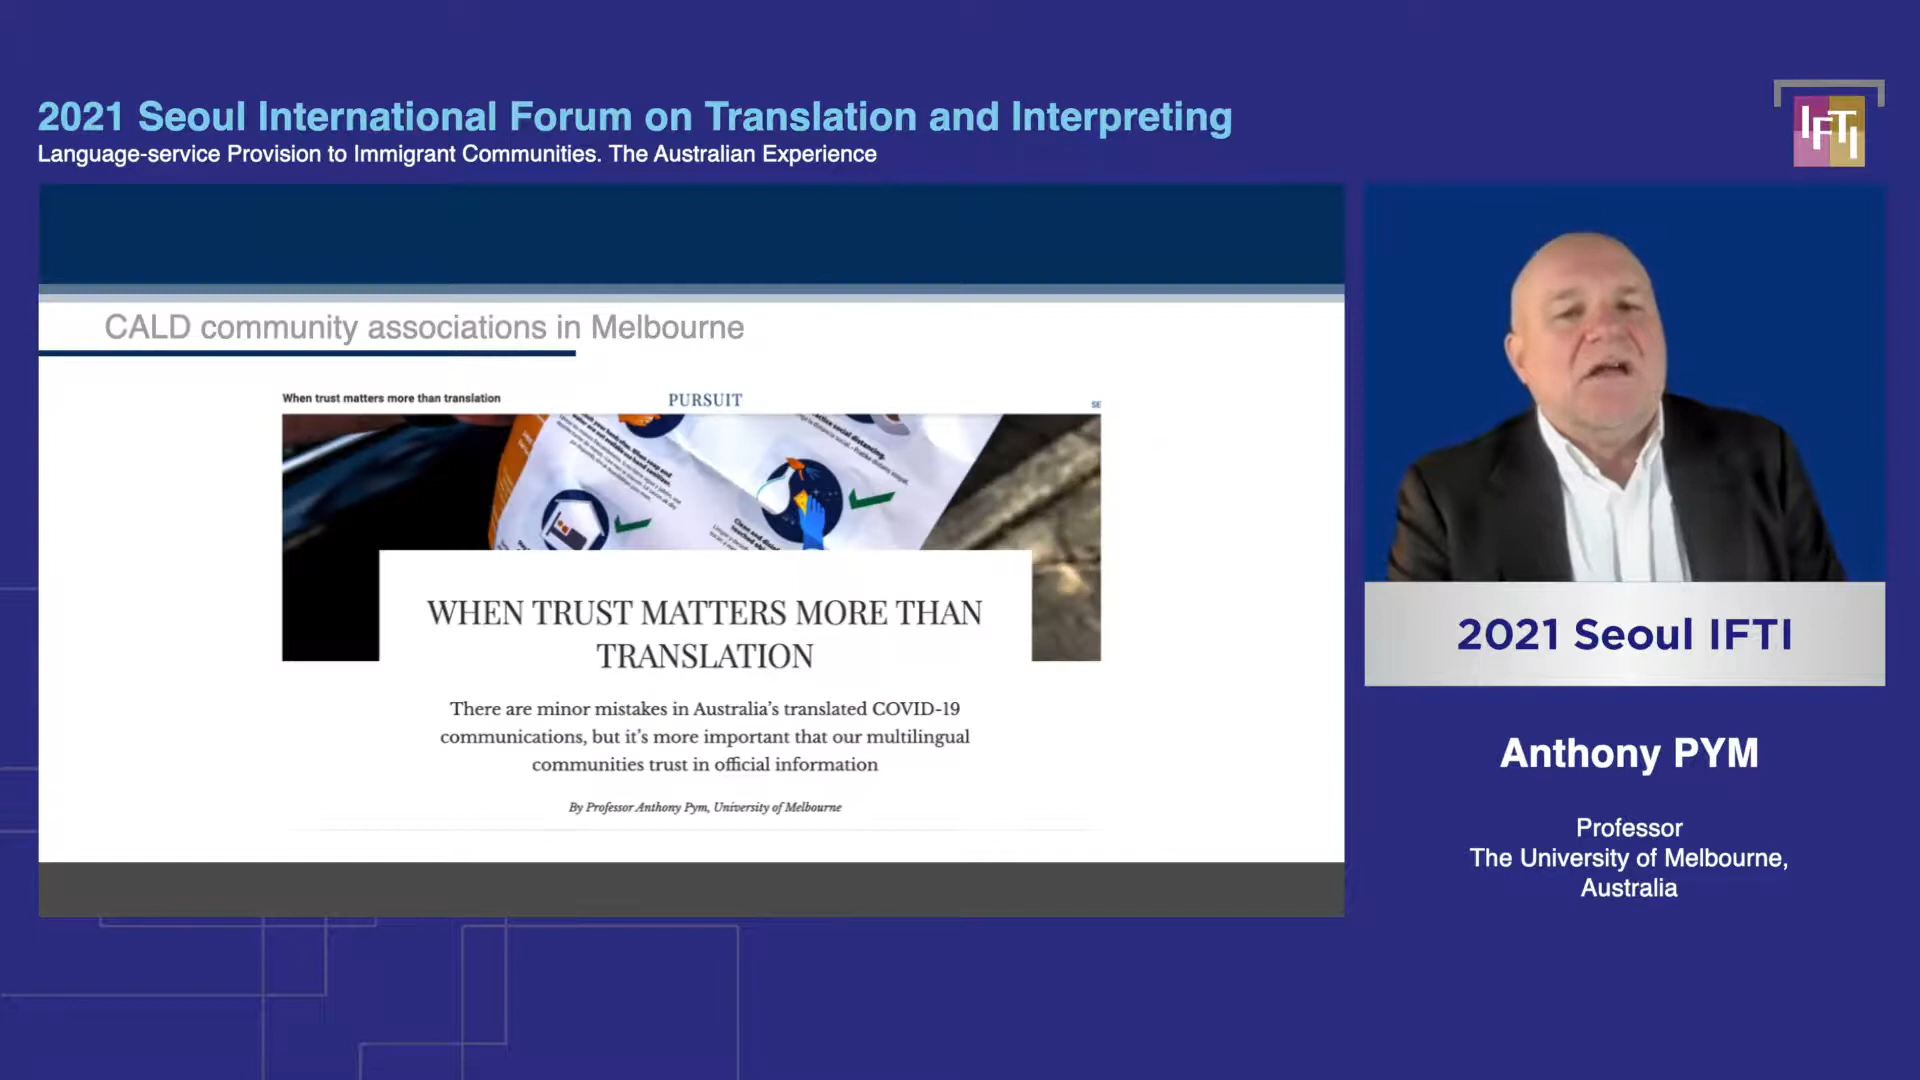 2021 Seoul International Forum on Translation and Interpreting
Language-service Provision to Immigrant Communities. The Australian Experience
IFTI
CALD community associations in Melbourne
When trust matters more than translation
PURSUIT
SE
WHEN TRUST MATTERS MORE THAN
TRANSLATION
There are minor mistakes in Australia’s translated COVID-19
communications, but it’s more important that our multilingual
communities trust in official information
By Professor Anthony Pym, University of Melbourne
2021 Seoul IFTI
Anthony PYM
Professor
The University of Melbourne,
Australia